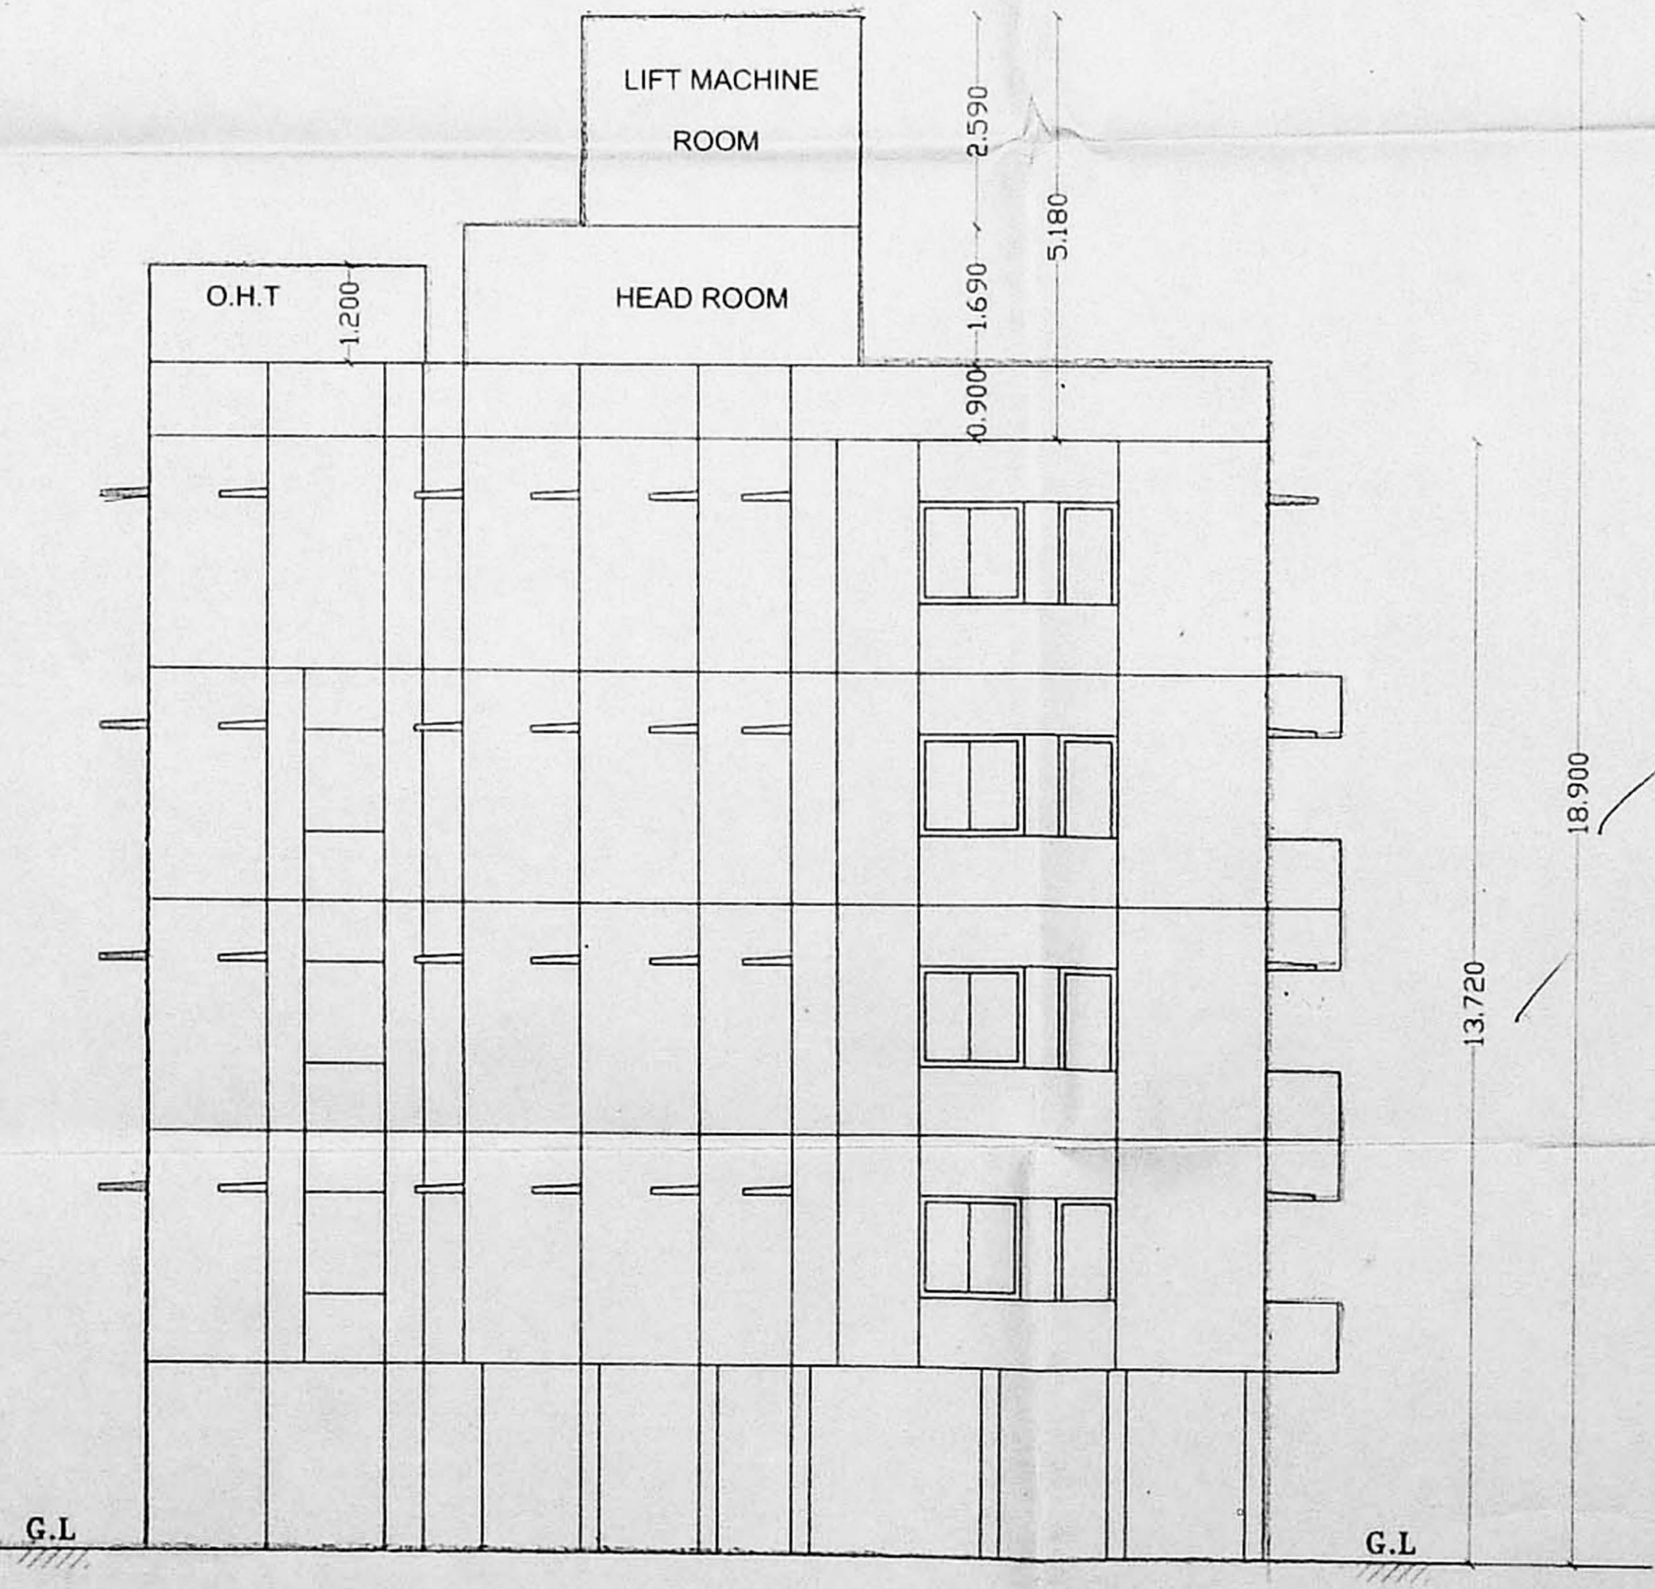 LIFT MACHINE
ROOM
2.590
5.180
O.H.T
1.200
HEAD ROOM
1.690
0.900
18.900
13.720
G.L
G.L